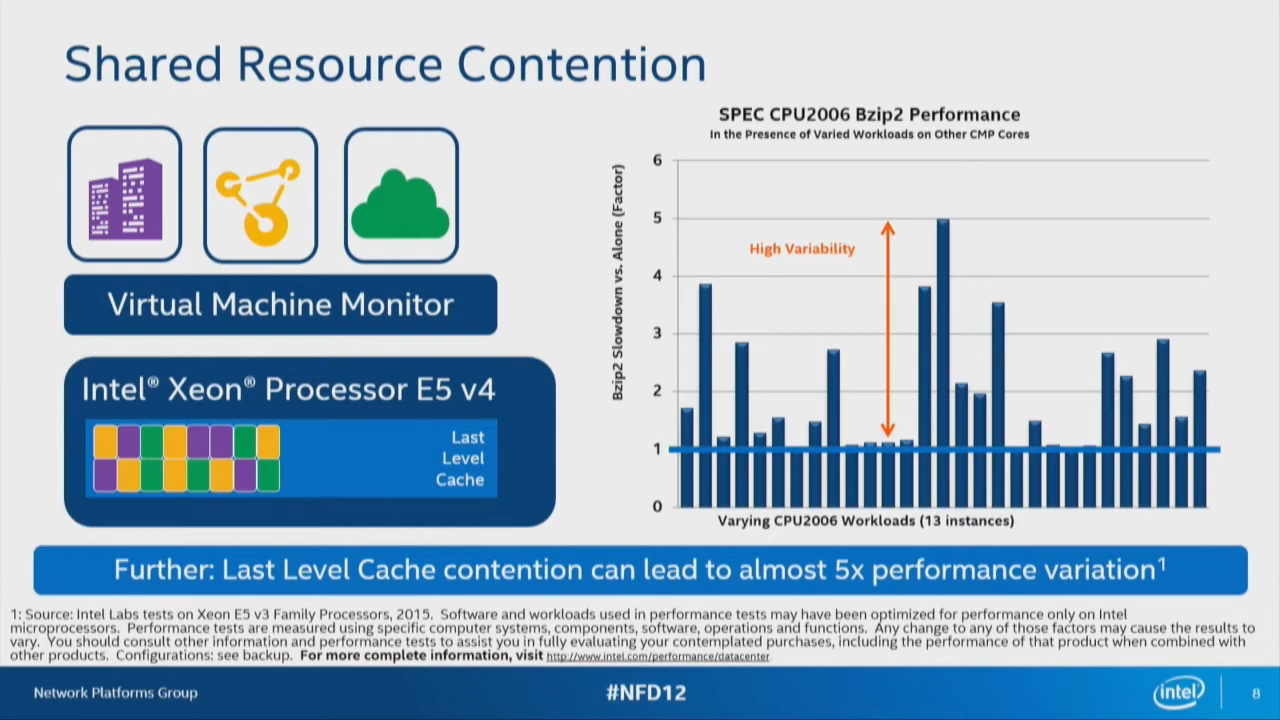 Shared Resource Contention
Virtual Machine Monitor
Intel® Xeon® Processor E5 v4
Last
Level
Cache
SPEC CPU2006 Bzip2 Performance
In the Presence of Varied Workloads on Other CMP Cores
Bzip2 Slowdown vs. Alone (Factor)
6
5
4
3
2
1
0
High Variability
Varying CPU2006 Workloads (13 instances)
Further: Last Level Cache contention can lead to almost 5x performance variation¹
1: Source: Intel Labs tests on Xeon E5 v3 Family Processors, 2015. Software and workloads used in performance tests may have been optimized for performance only on Intel
microprocessors. Performance tests are measured using specific computer systems, components, software, operations and functions. Any change to any of those factors may cause the results to
vary. You should consult other information and performance tests to assist you in fully evaluating your contemplated purchases, including the performance of that product when combined with
other products. Configurations: see backup. For more complete information, visit http://www.intel.com/performance/datacenter.
Network Platforms Group
#NFD12
intel
8